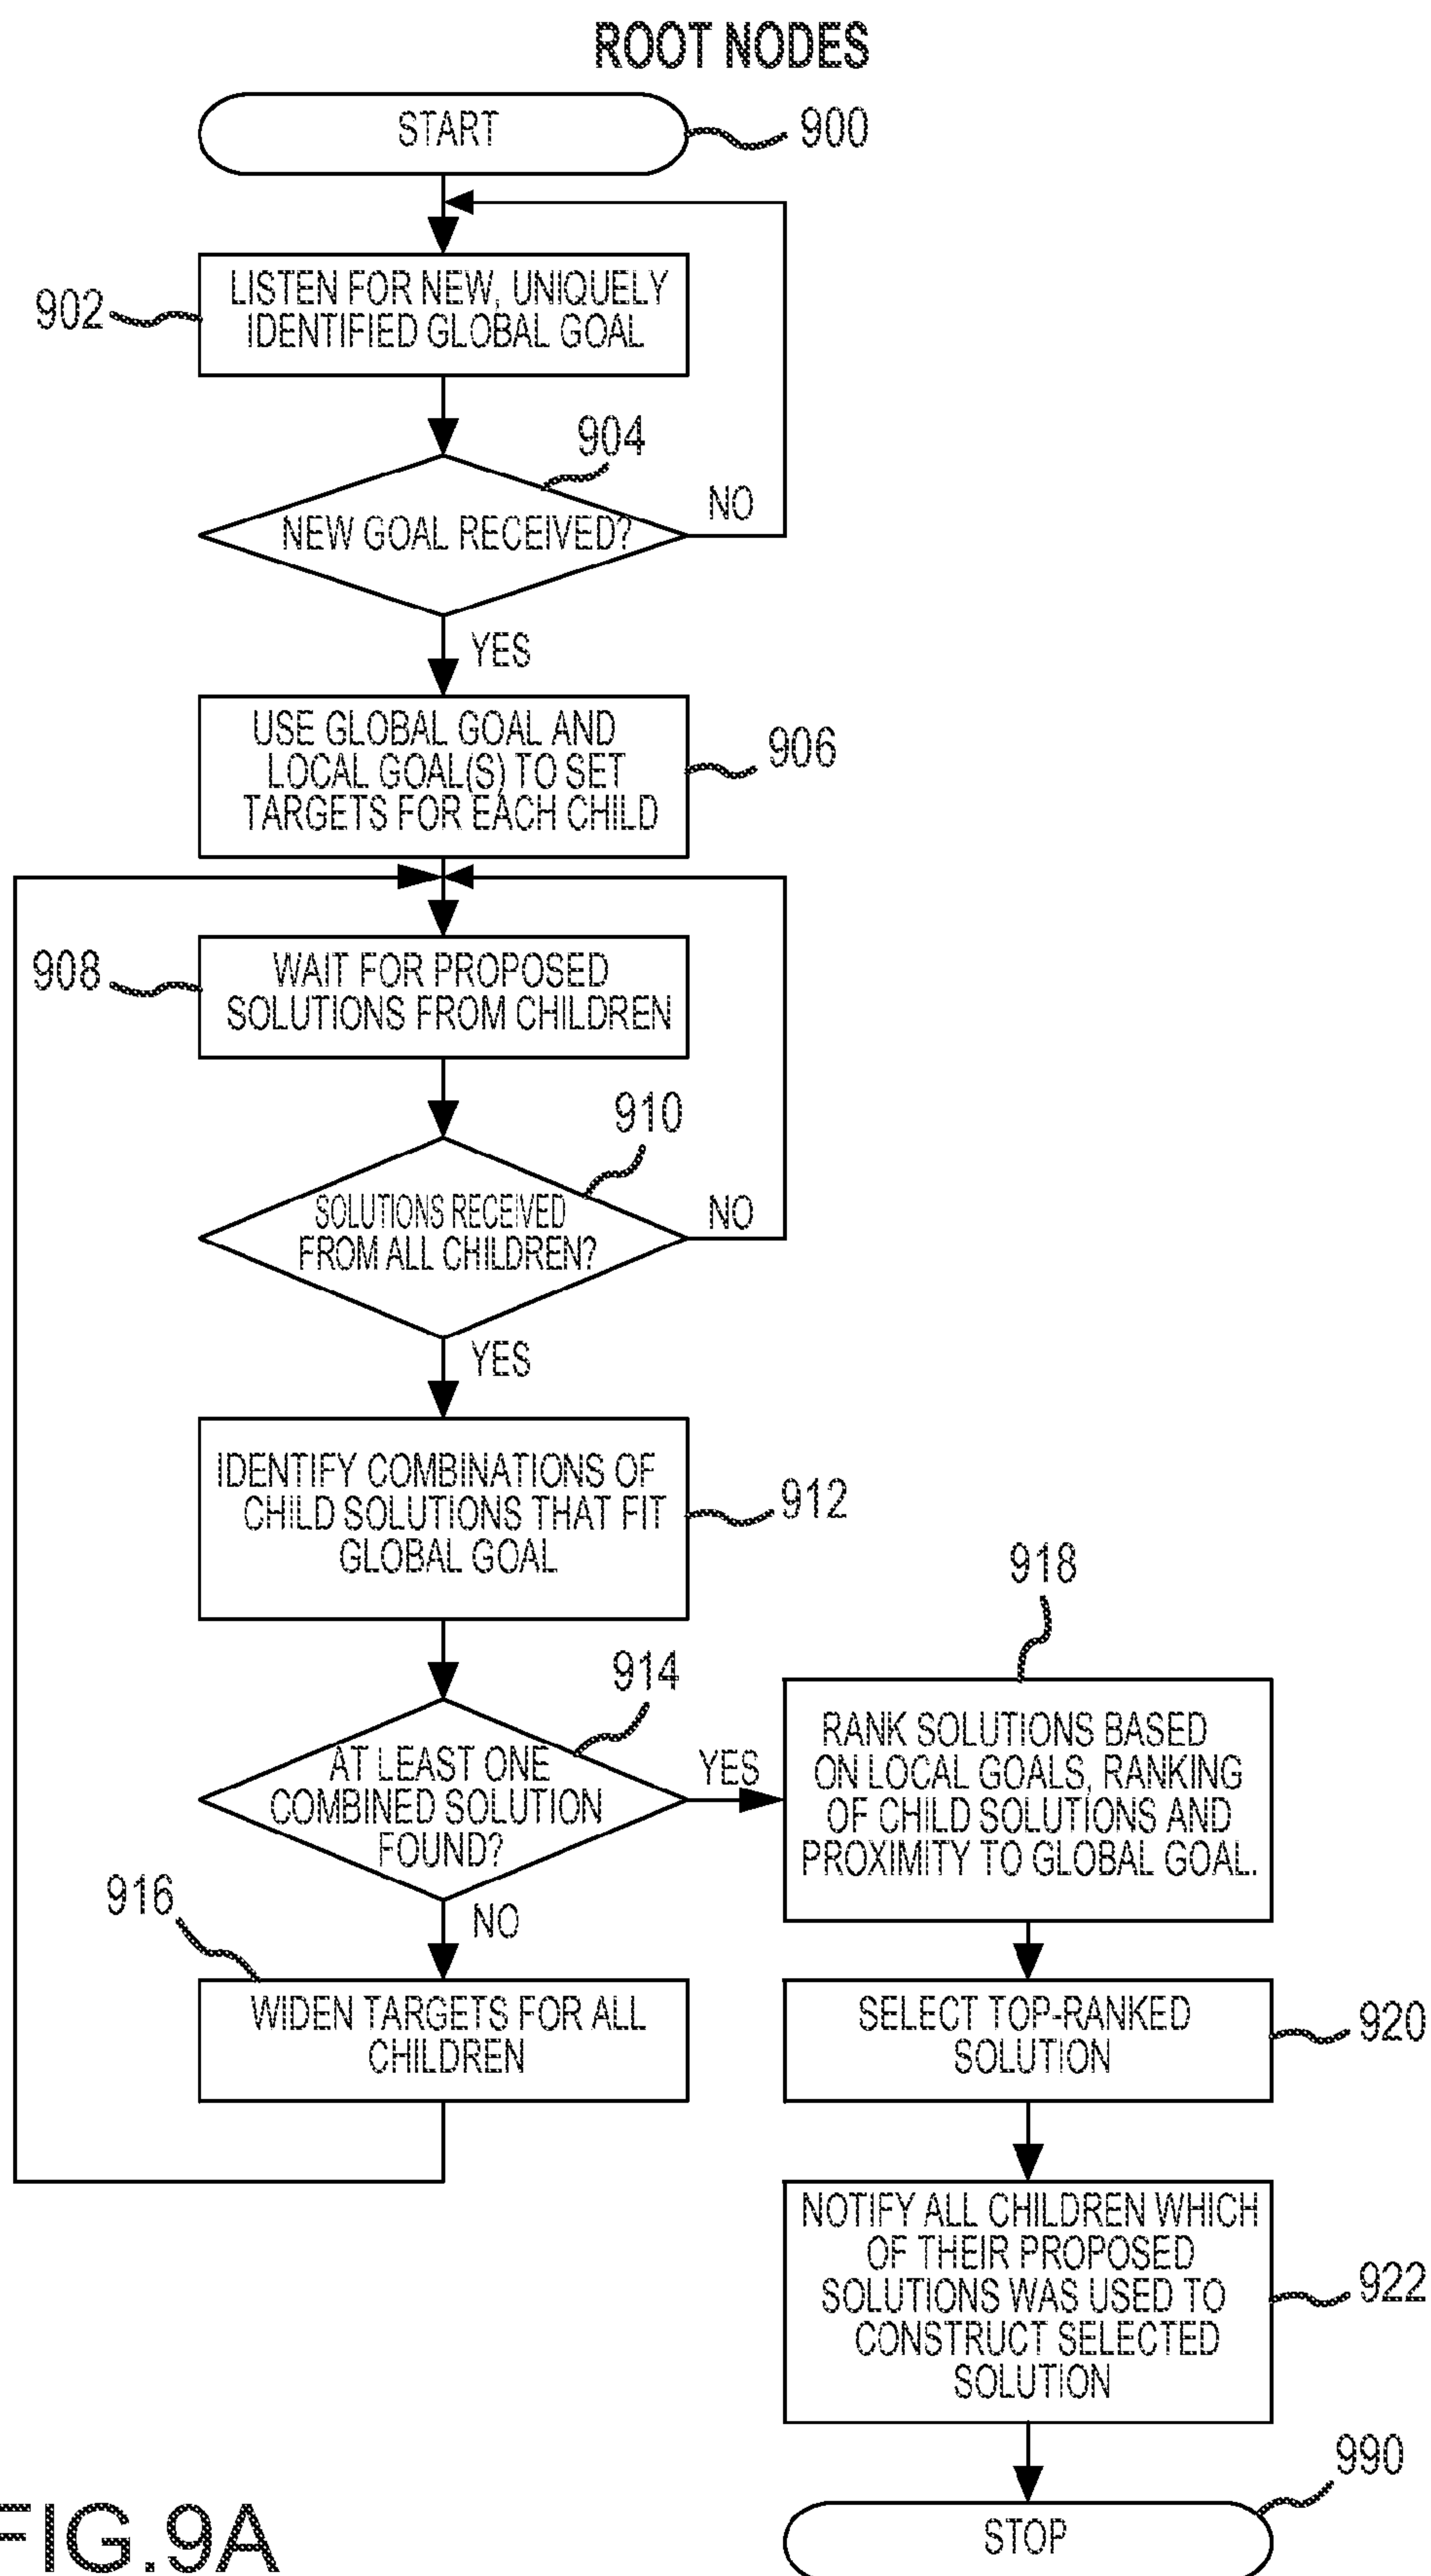 ROOT NODES
START
900
LISTEN FOR NEW, UNIQUELY
IDENTIFIED GLOBAL GOAL
902
904
NEW GOAL RECEIVED?
NO
YES
USE GLOBAL GOAL AND
LOCAL GOAL(S) TO SET
TARGETS FOR EACH CHILD
906
908
WAIT FOR PROPOSED
SOLUTIONS FROM CHILDREN
910
SOLUTIONS RECEIVED
FROM ALL CHILDREN?
NO
YES
IDENTIFY COMBINATIONS OF
CHILD SOLUTIONS THAT FIT
GLOBAL GOAL
912
914
AT LEAST ONE
COMBINED SOLUTION
FOUND?
YES
NO
916
WIDEN TARGETS FOR ALL
CHILDREN
918
RANK SOLUTIONS BASED
ON LOCAL GOALS, RANKING
OF CHILD SOLUTIONS AND
PROXIMITY TO GLOBAL GOAL.
SELECT TOP-RANKED
SOLUTION
920
NOTIFY ALL CHILDREN WHICH
OF THEIR PROPOSED
SOLUTIONS WAS USED TO
CONSTRUCT SELECTED
SOLUTION
922
990
STOP
FIG.9A